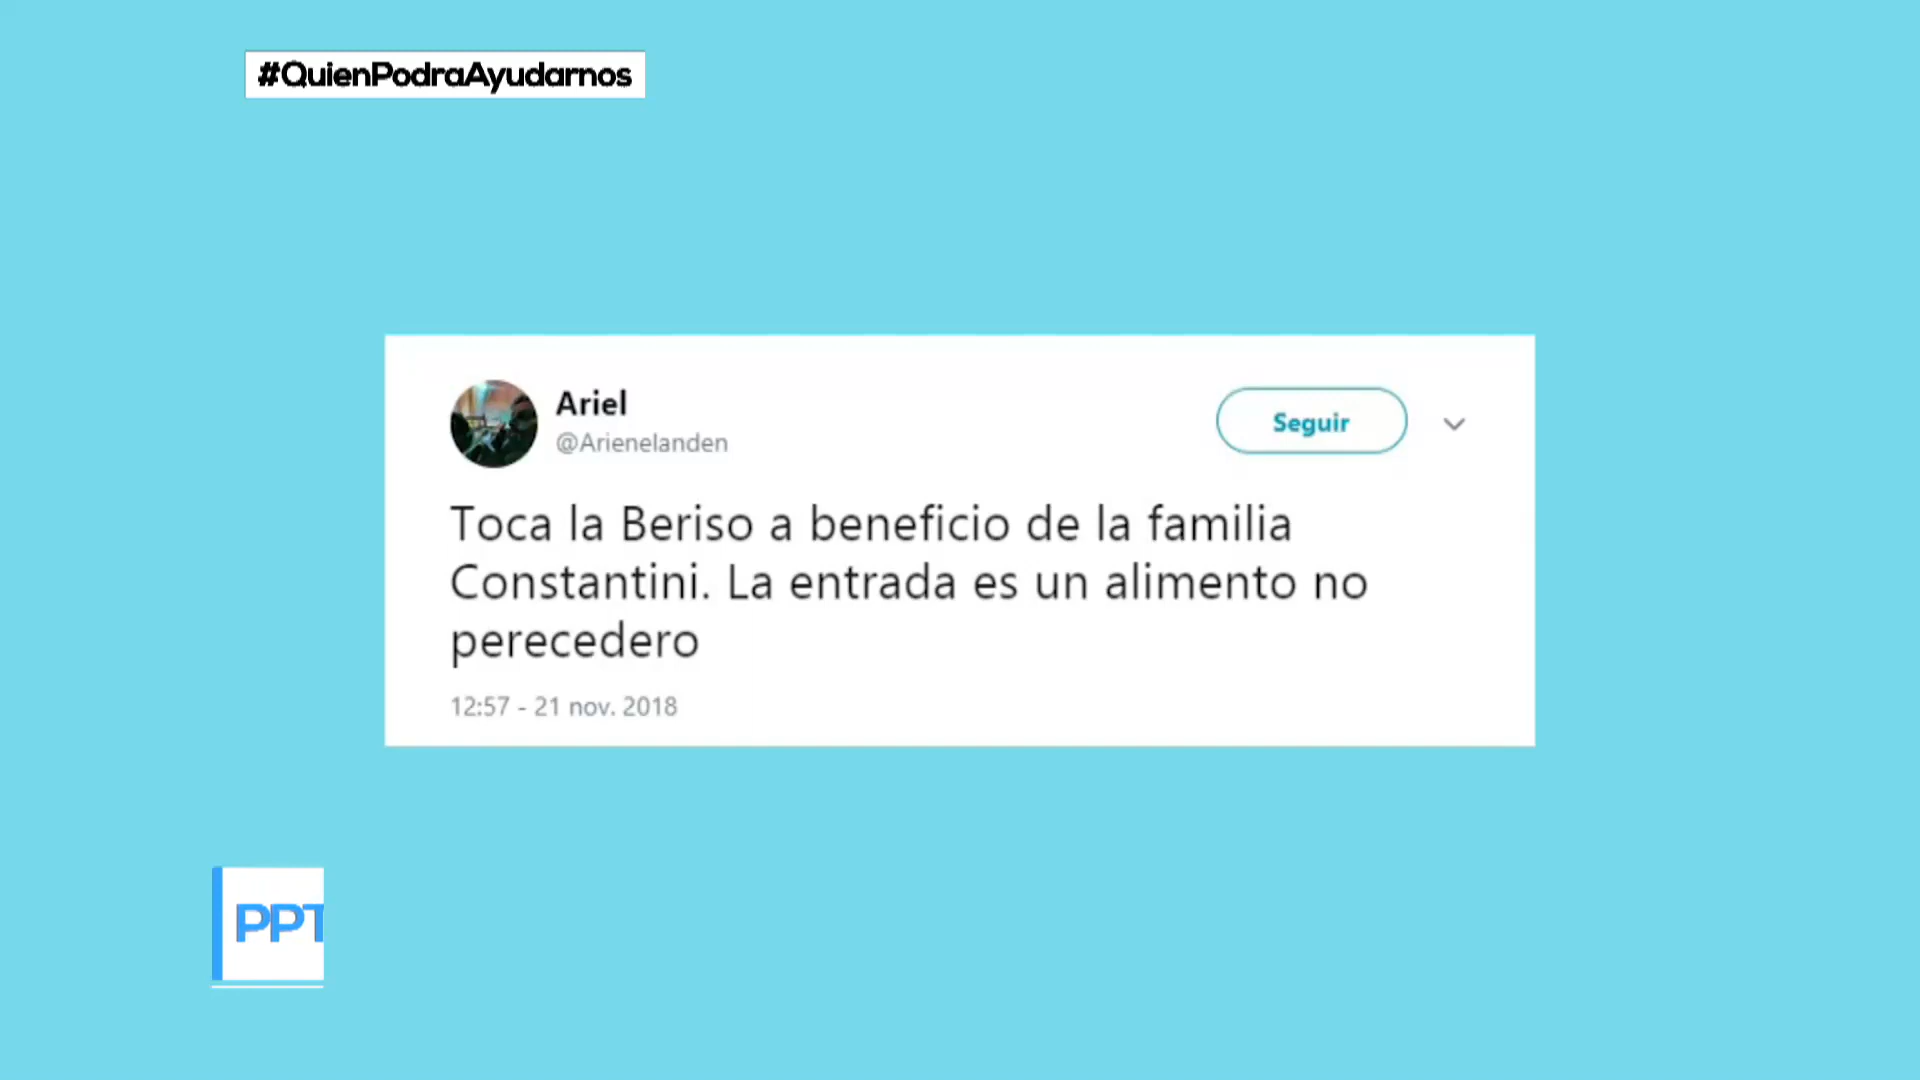 #QuienPodraAyudarnos
Ariel
@Arienelanden
Seguir
Toca la Beriso a beneficio de la familia
Constantini. La entrada es un alimento no
perecedero
12:57 - 21 nov. 2018
PPT